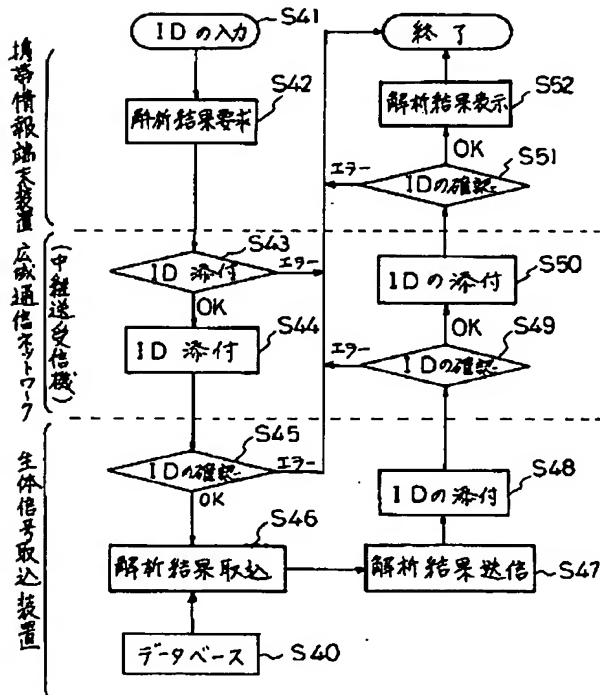 携帯情報端末装置
広域通信ネットワーク
(中継送受信機)
生体信号取込装置
IDの入力
S41
解析結果要求
S42
ID 添付
S43
エラー
OK
ID 添付
S44
IDの確認
S45
エラー
OK
解析結果取込
S46
データベース
S40
解析結果送信
S47
IDの添付
S48
IDの確認
S49
エラー
OK
IDの添付
S50
IDの確認
S51
エラー
OK
解析結果表示
S52
終了